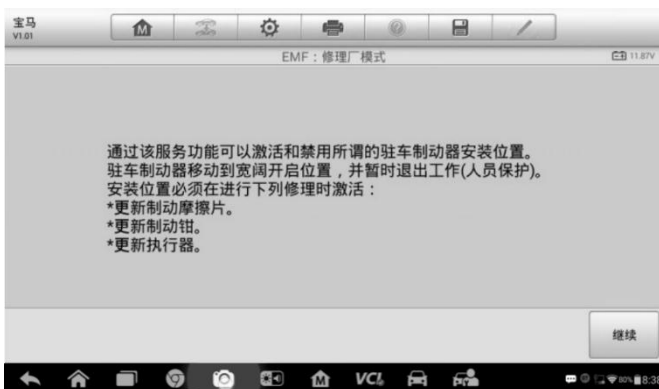 宝马
V1.01
EMF：修理厂模式
11.87V
通过该服务功能可以激活和禁用所谓的驻车制动器安装位置。
驻车制动器移动到宽阔开启位置，并暂时退出工作(人员保护)。
安装位置必须在进行下列修理时激活：
*更新制动摩擦片。
*更新制动钳。
*更新执行器。
继续
VCI
80% 8:38